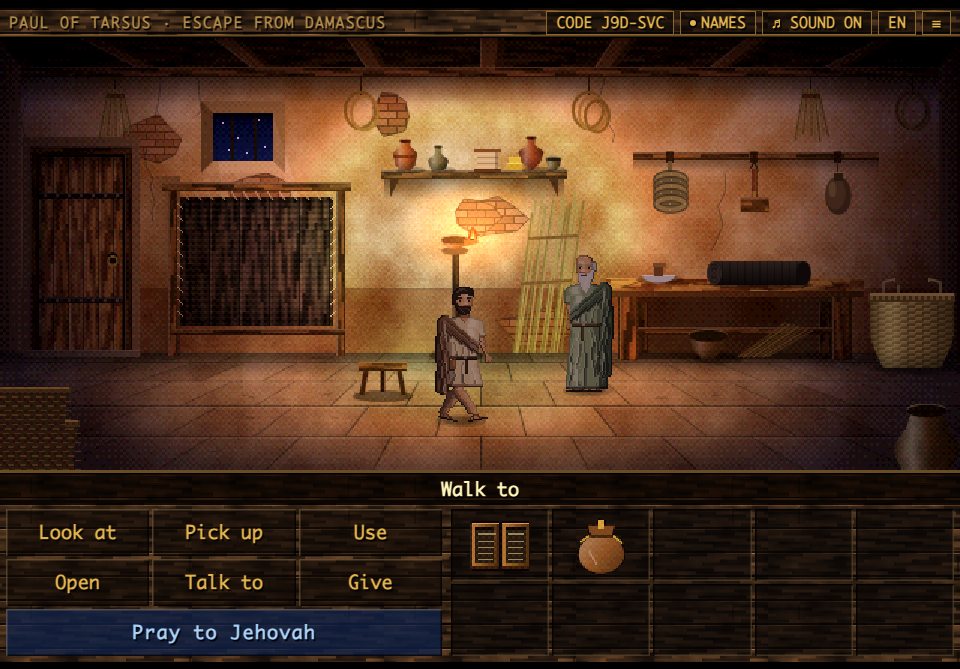 PAUL OF TARSUS · ESCAPE FROM DAMASCUS
CODE J9D-SVC
• NAMES
♬ SOUND ON
EN
≡
Walk to
Look at
Pick up
Use
Open
Talk to
Give
Pray to Jehovah